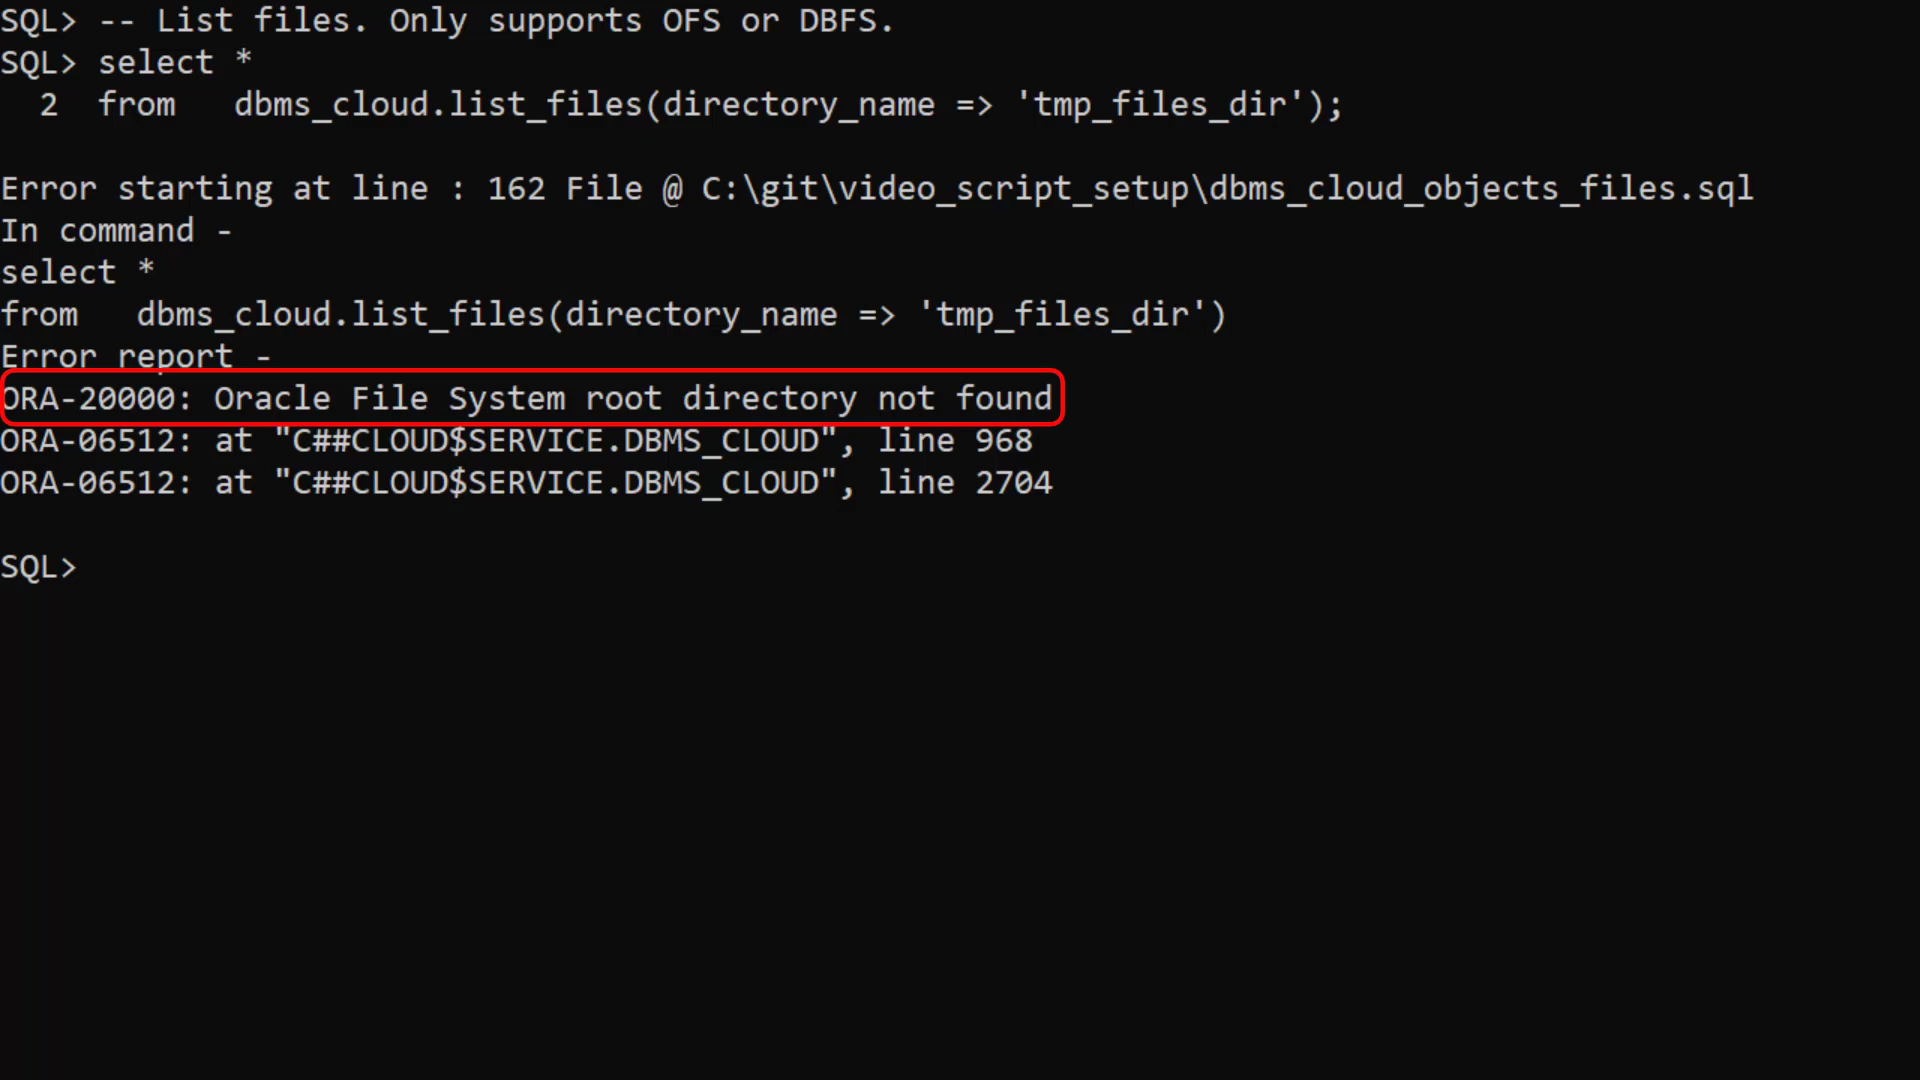 SQL> -- List files. Only supports OFS or DBFS.
SQL> select *
  2  from   dbms_cloud.list_files(directory_name => 'tmp_files_dir');
Error starting at line : 162 File @ C:\git\video_script_setup\dbms_cloud_objects_files.sql
In command -
select *
from   dbms_cloud.list_files(directory_name => 'tmp_files_dir')
Error report -
ORA-20000: Oracle File System root directory not found
ORA-06512: at "C##CLOUD$SERVICE.DBMS_CLOUD", line 968
ORA-06512: at "C##CLOUD$SERVICE.DBMS_CLOUD", line 2704
SQL>